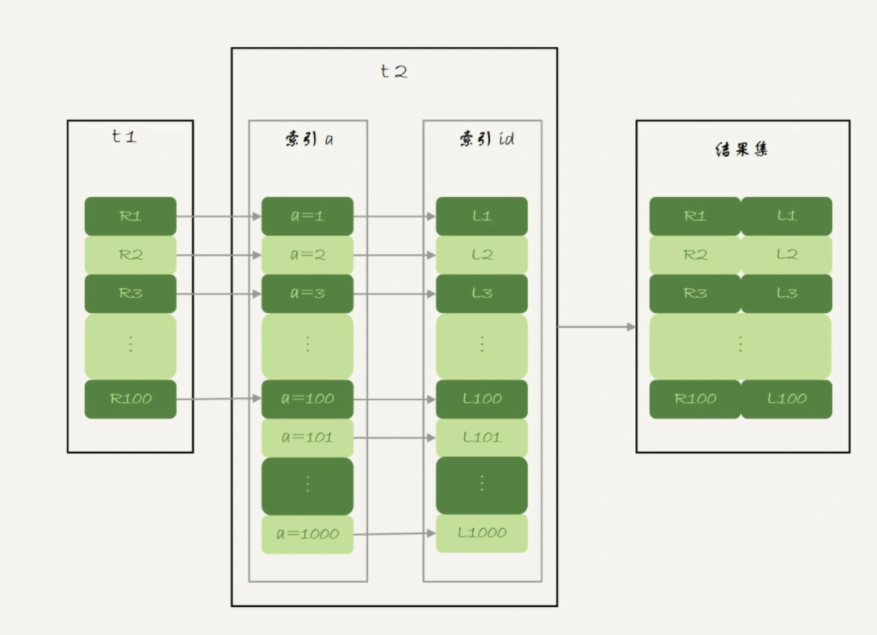 t2
t1
索引 a
索引 id
结果集
R1
a=1
L1
R1
L1
R2
a=2
L2
R2
L2
R3
a=3
L3
R3
L3
⋮
⋮
⋮
⋮
R100
a=100
L100
R100
L100
a=101
L101
⋮
⋮
a=1000
L1000